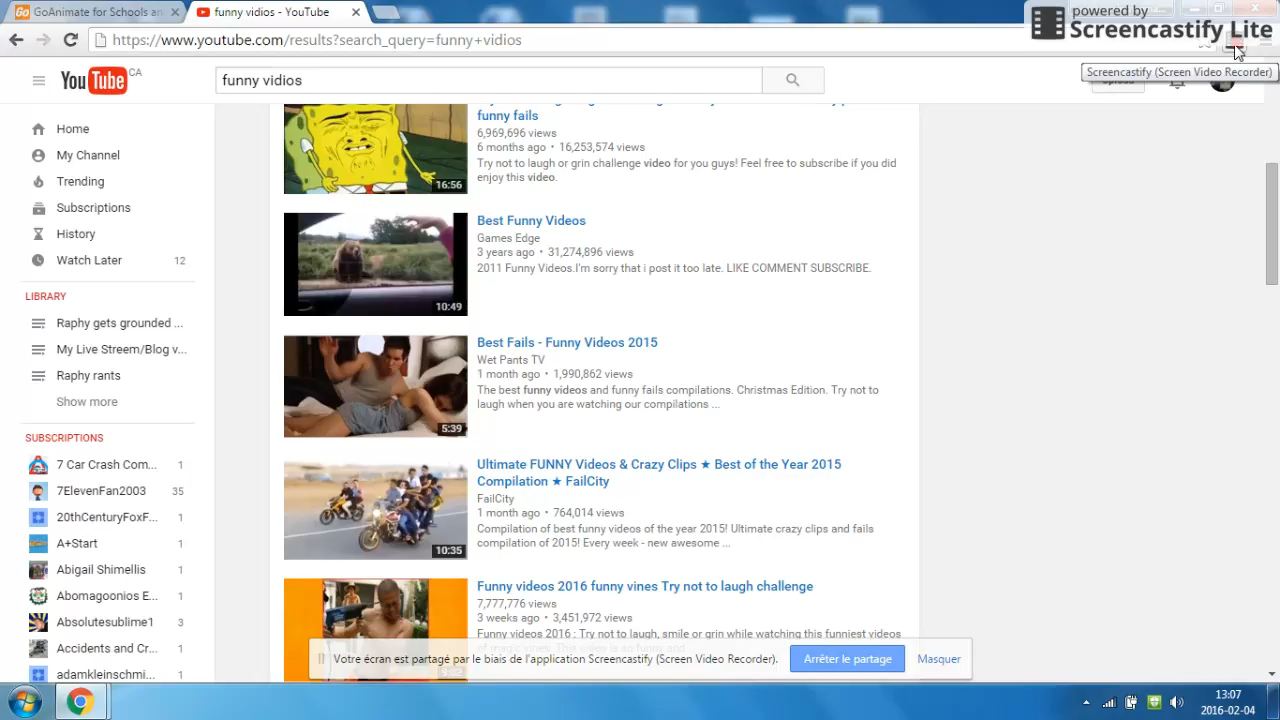 GoAnimate for Schools an
funny vidios - YouTube
powered by
Screencastify Lite
https://www.youtube.com/results?search_query=funny+vidios
Screencastify (Screen Video Recorder)
YouTube CA
funny vidios
Home
My Channel
Trending
Subscriptions
History
Watch Later 12
LIBRARY
Raphy gets grounded ...
My Live Streem/Blog v...
Raphy rants
Show more
SUBSCRIPTIONS
7 Car Crash Com... 1
7ElevenFan2003 35
20thCenturyFoxF... 1
A+Start 1
Abigail Shimellis 1
Abomagoonios E... 1
Absolutesublime1 3
Accidents and Cr... 1
adamkleinschmi... 1
funny fails
6,969,696 views
6 months ago • 16,253,574 views
Try not to laugh or grin challenge video for you guys! Feel free to subscribe if you did
enjoy this video.
16:56
Best Funny Videos
Games Edge
3 years ago • 31,274,896 views
2011 Funny Videos.I'm sorry that i post it too late. LIKE COMMENT SUBSCRIBE.
10:49
Best Fails - Funny Videos 2015
Wet Pants TV
1 month ago • 1,990,862 views
The best funny videos and funny fails compilations. Christmas Edition. Try not to
laugh when you are watching our compilations ...
5:39
Ultimate FUNNY Videos & Crazy Clips ★ Best of the Year 2015
Compilation ★ FailCity
FailCity
1 month ago • 764,014 views
Compilation of best funny videos of the year 2015! Ultimate crazy clips and fails
compilation of 2015! Every week - new awesome ...
10:35
Funny videos 2016 funny vines Try not to laugh challenge
7,777,776 views
3 weeks ago • 3,451,972 views
Funny videos 2016 : Try not to laugh, smile or grin while watching this funniest videos
Votre écran est partagé par le biais de l'application Screencastify (Screen Video Recorder).
Arrêter le partage
Masquer
13:07
2016-02-04